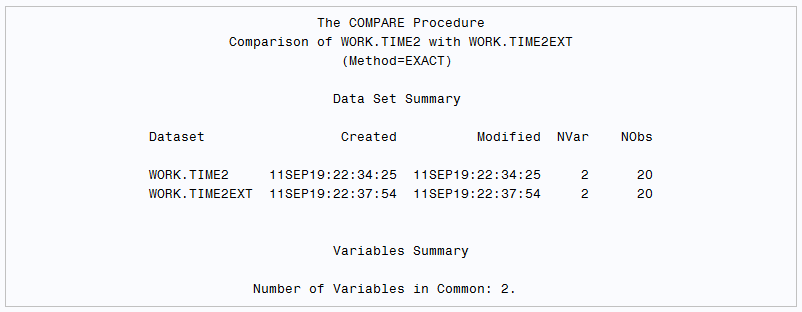 The COMPARE Procedure
Comparison of WORK.TIME2 with WORK.TIME2EXT
(Method=EXACT)
Data Set Summary
Dataset Created Modified NVar NObs
WORK.TIME2 11SEP19:22:34:25 11SEP19:22:34:25 2 20
WORK.TIME2EXT 11SEP19:22:37:54 11SEP19:22:37:54 2 20
Variables Summary
Number of Variables in Common: 2.